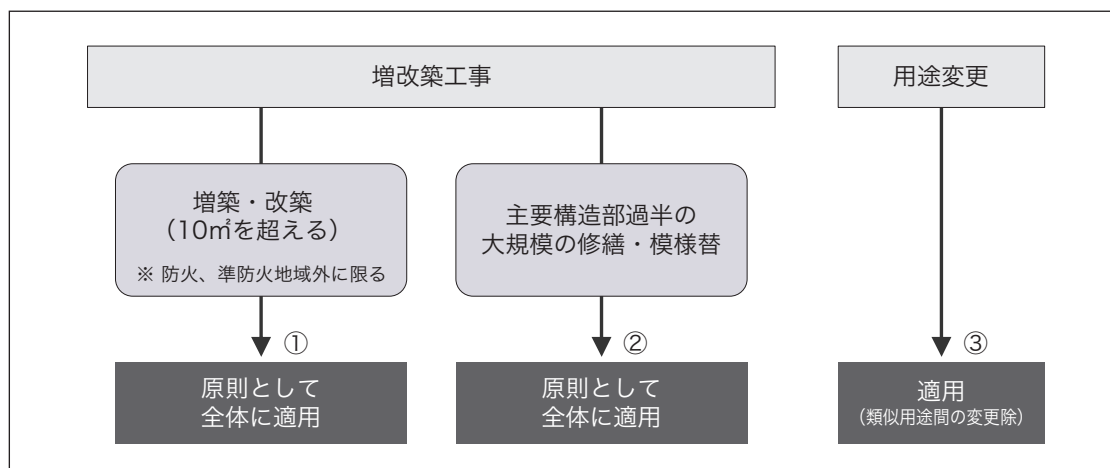 増改築工事
用途変更
増築・改築
（10㎡を超える）
※ 防火、準防火地域外に限る
主要構造部過半の
大規模の修繕・模様替
①
②
③
原則として
全体に適用
原則として
全体に適用
適用
（類似用途間の変更除）